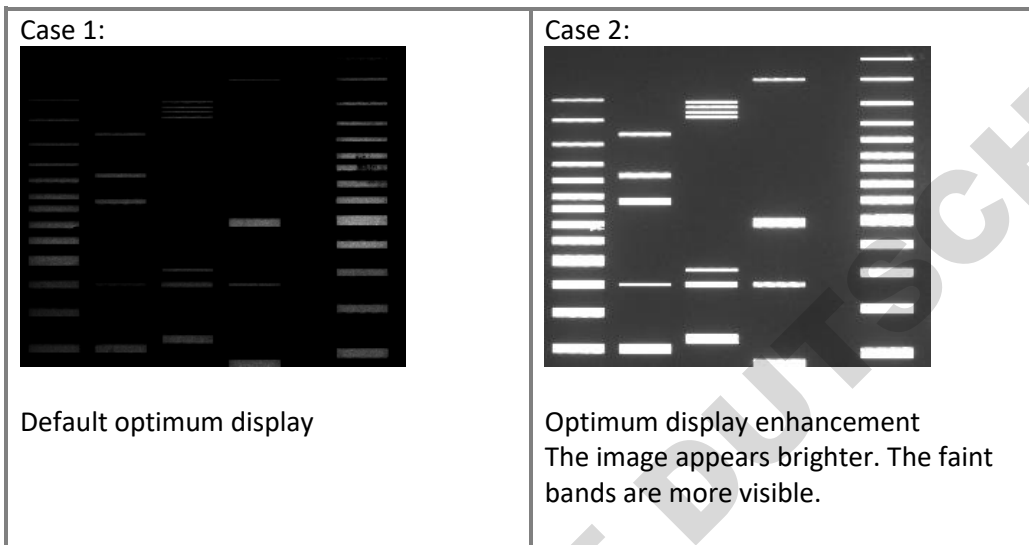 Case 1:
Default optimum display
Case 2:
Optimum display enhancement
The image appears brighter. The faint
bands are more visible.
DUTSCH